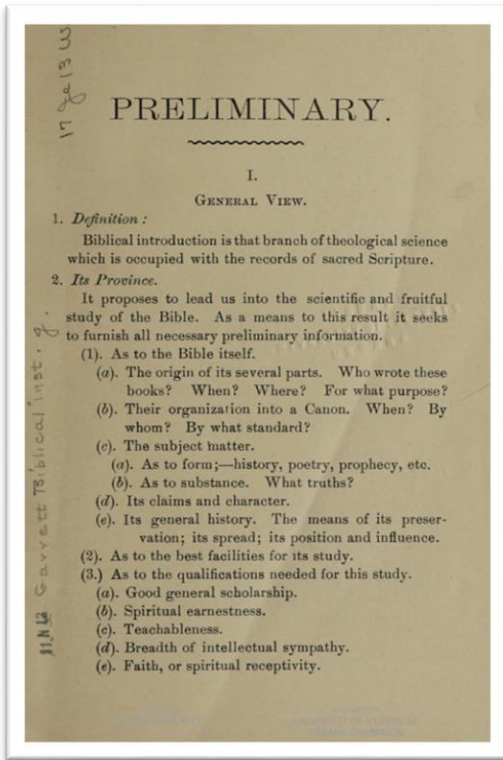 17 Je 13 W
PRELIMINARY.
I.
GENERAL VIEW.
1. Definition :
Biblical introduction is that branch of theological science
which is occupied with the records of sacred Scripture.
2. Its Province.
It proposes to lead us into the scientific and fruitful
study of the Bible. As a means to this result it seeks
to furnish all necessary preliminary information.
(1). As to the Bible itself.
(a). The origin of its several parts. Who wrote these
books? When? Where? For what purpose?
(b). Their organization into a Canon. When? By
whom? By what standard?
(c). The subject matter.
(a). As to form;—history, poetry, prophecy, etc.
(b). As to substance. What truths?
(d). Its claims and character.
(e). Its general history. The means of its preser-
vation; its spread; its position and influence.
(2). As to the best facilities for its study.
(3.) As to the qualifications needed for this study.
(a). Good general scholarship.
(b). Spiritual earnestness.
(c). Teachableness.
(d). Breadth of intellectual sympathy.
(e). Faith, or spiritual receptivity.
Garrett Biblical Inst. g.